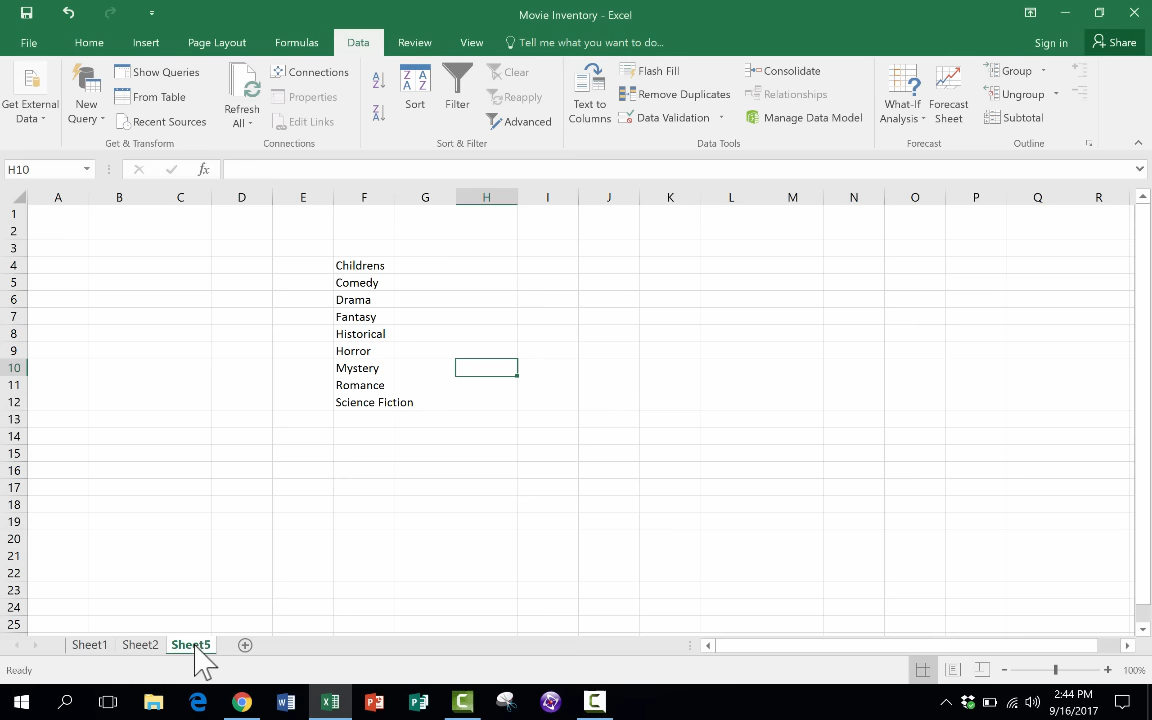 Movie Inventory - Excel
File Home Insert Page Layout Formulas Data Review View Tell me what you want to do... Sign in Share
Get External Data
New Query
Show Queries
From Table
Recent Sources
Get & Transform
Refresh All
Connections
Properties
Edit Links
Connections
Sort
Filter
Clear
Reapply
Advanced
Sort & Filter
Text to Columns
Flash Fill
Remove Duplicates
Data Validation
Consolidate
Relationships
Manage Data Model
Data Tools
What-If Analysis
Forecast Sheet
Forecast
Group
Ungroup
Subtotal
Outline
H10 fx
A B C D E F G H I J K L M N O P Q R
1
2
3
4 Childrens
5 Comedy
6 Drama
7 Fantasy
8 Historical
9 Horror
10 Mystery
11 Romance
12 Science Fiction
13
14
15
16
17
18
19
20
21
22
23
24
25
Sheet1 Sheet2 Sheet5
Ready 100%
2:44 PM
9/16/2017